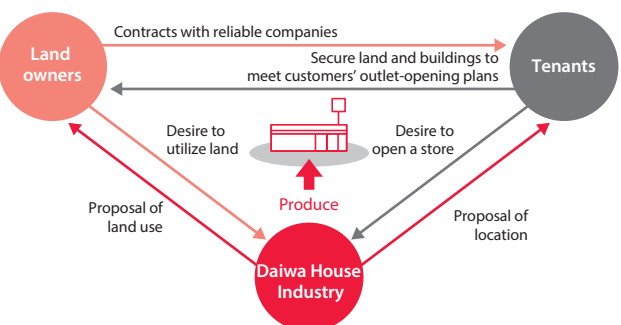 Contracts with reliable companies
Land
owners
Secure land and buildings to
meet customers’ outlet-opening plans
Tenants
Desire to
utilize land
Desire to
open a store
Produce
Proposal of
land use
Proposal of
location
Daiwa House
Industry